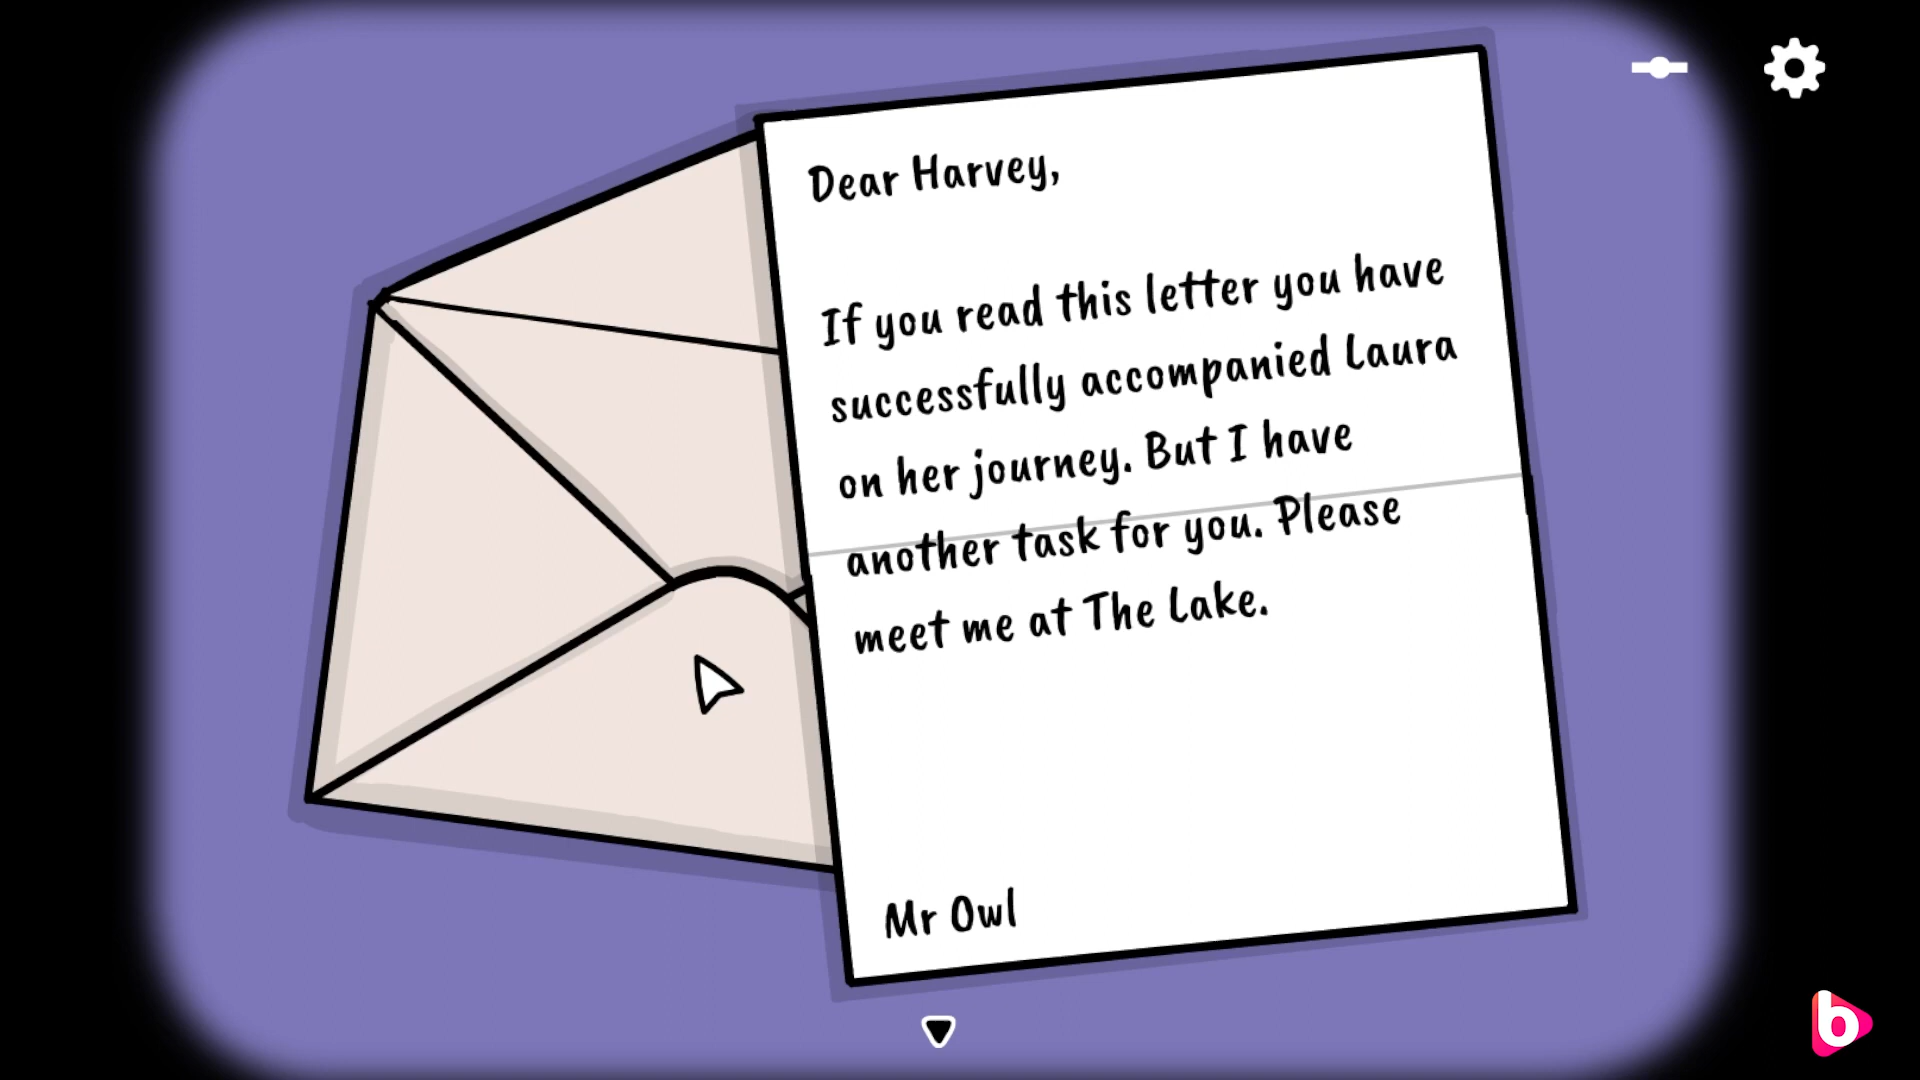 Dear Harvey,
If you read this letter you have
successfully accompanied Laura
on her journey. But I have
another task for you. Please
meet me at The Lake.
Mr Owl
b